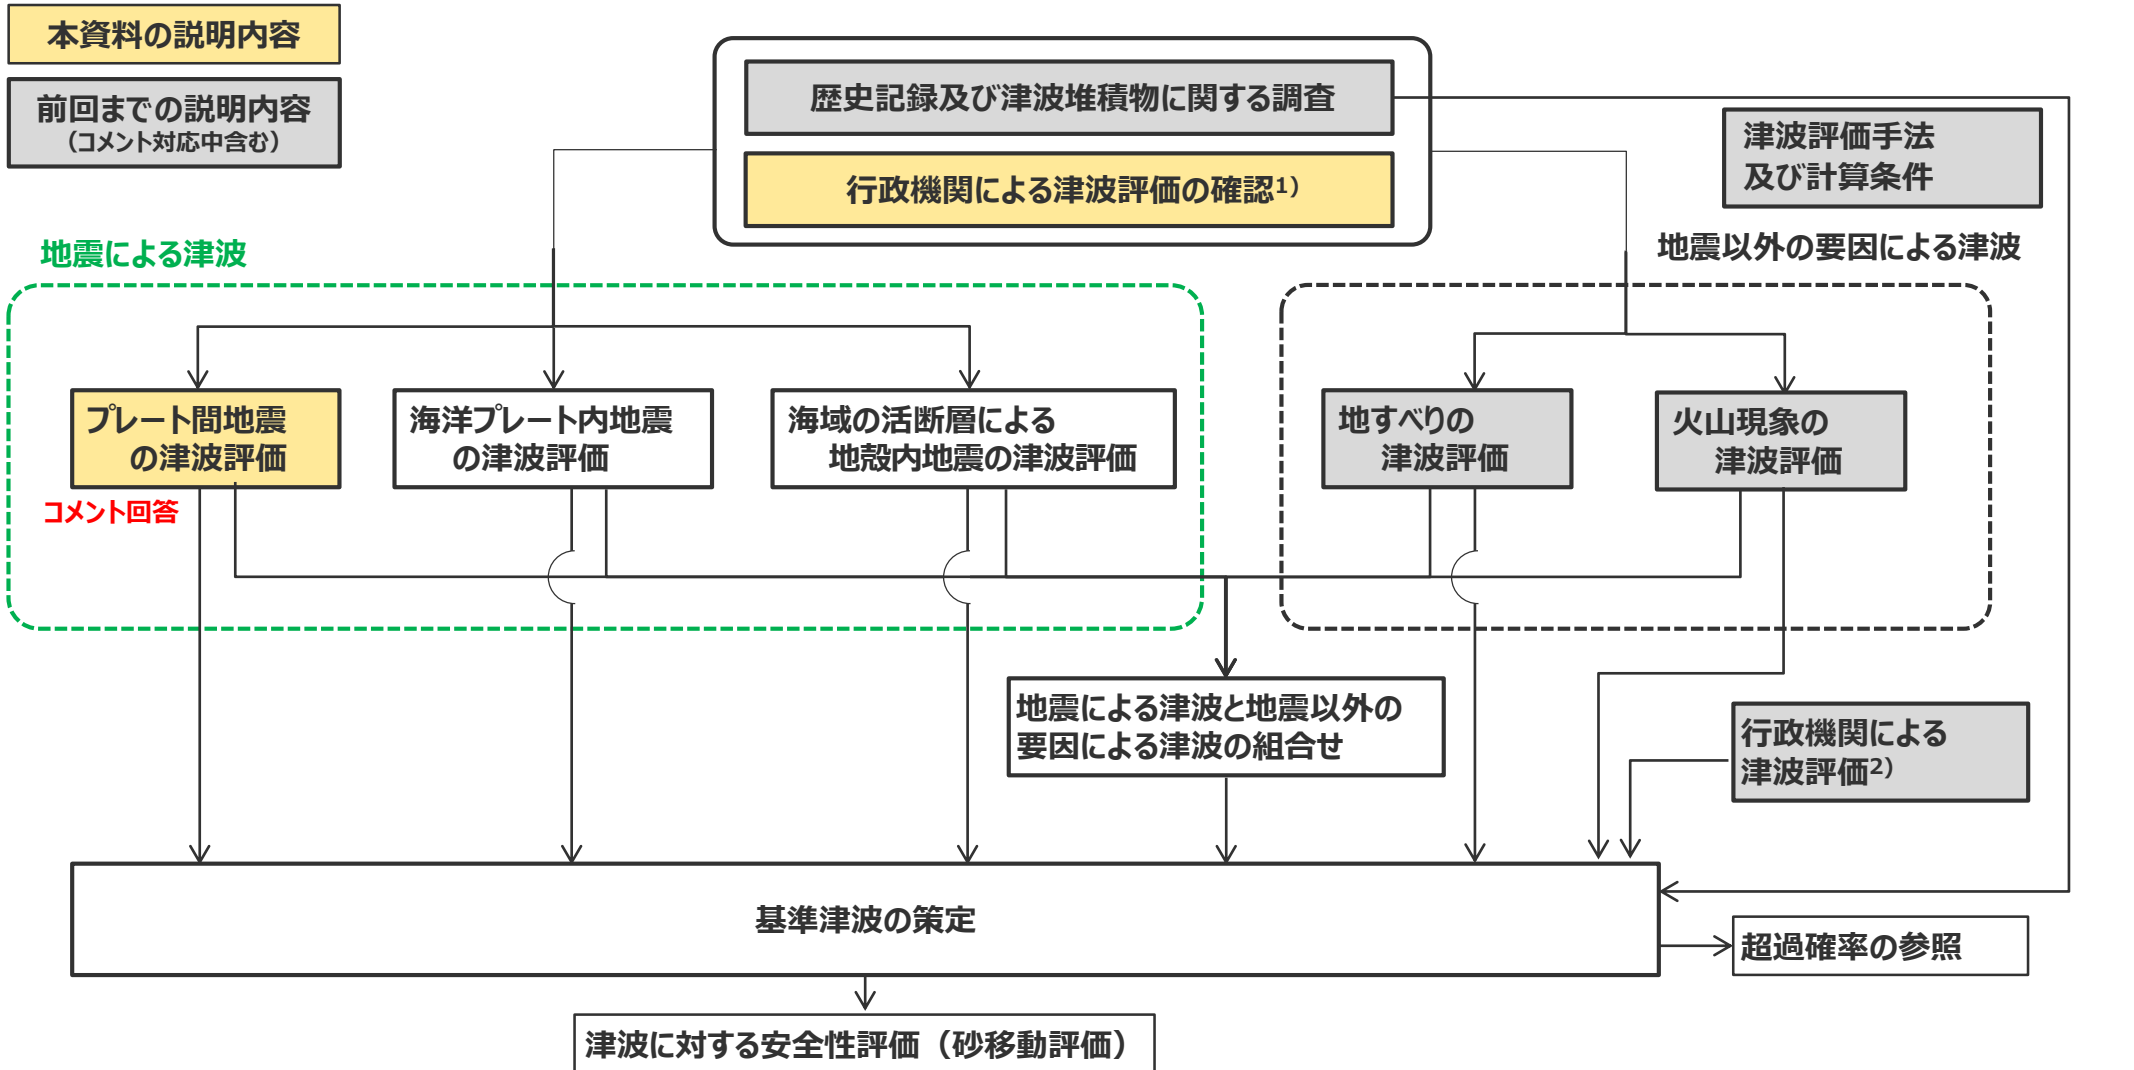 本資料の説明内容
前回までの説明内容
（コメント対応中含む）
歴史記録及び津波堆積物に関する調査
行政機関による津波評価の確認1）
津波評価手法
及び計算条件
地震による津波
地震以外の要因による津波
プレート間地震
の津波評価
海洋プレート内地震
の津波評価
海域の活断層による
地殻内地震の津波評価
地すべりの
津波評価
火山現象の
津波評価
コメント回答
地震による津波と地震以外の
要因による津波の組合せ
行政機関による
津波評価2）
基準津波の策定
超過確率の参照
津波に対する安全性評価（砂移動評価）